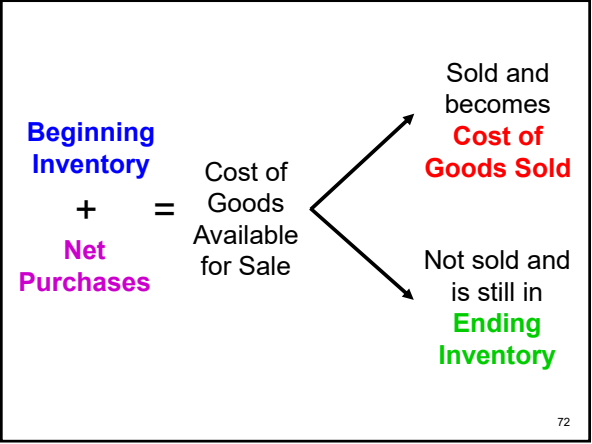 Beginning
Inventory
+
Net
Purchases
=
Cost of
Goods
Available
for Sale
Sold and
becomes
Cost of
Goods Sold
Not sold and
is still in
Ending
Inventory
72